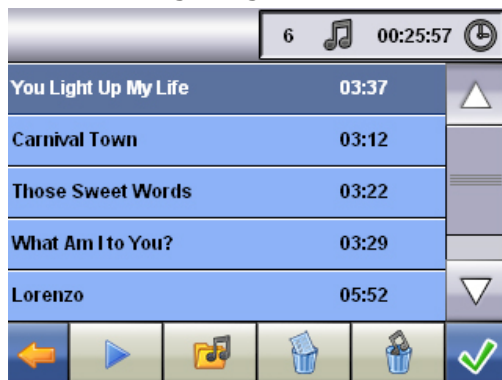 6 00:25:57
You Light Up My Life 03:37
Carnival Town 03:12
Those Sweet Words 03:22
What Am I to You? 03:29
Lorenzo 05:52